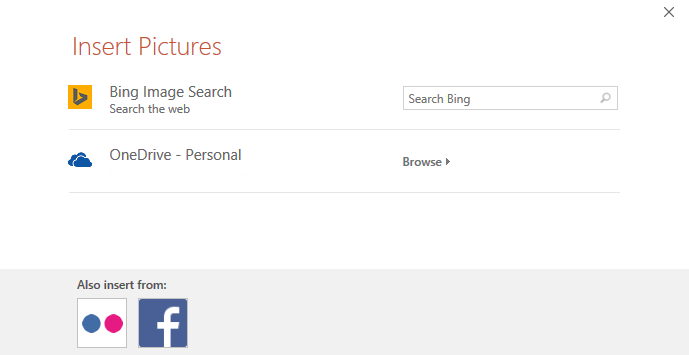 Insert Pictures
Bing Image Search
Search the web
Search Bing
OneDrive - Personal
Browse
Also insert from:
f